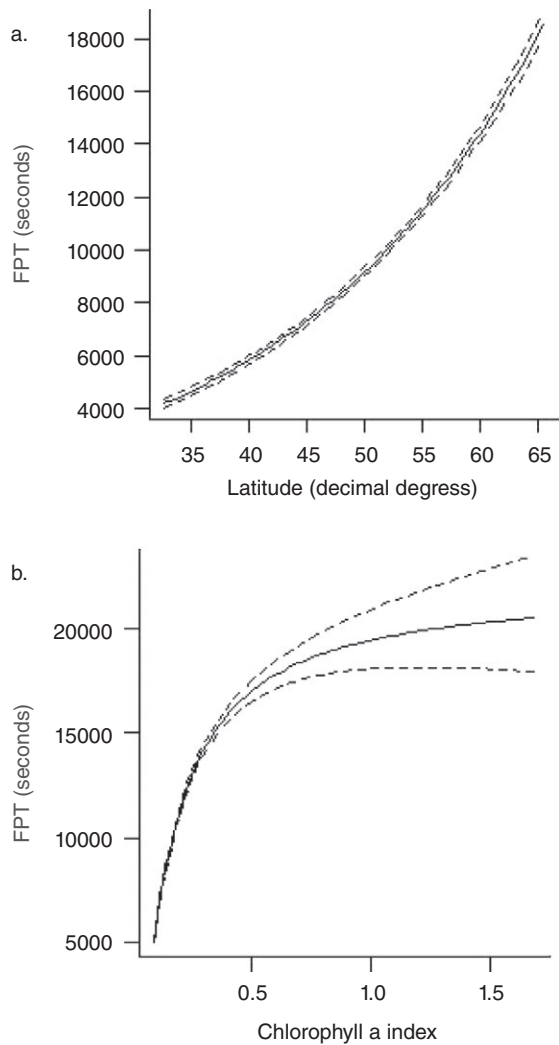 a.
18000
16000
14000
12000
10000
8000
6000
4000
FPT (seconds)
35 40 45 50 55 60 65
Latitude (decimal degress)
b.
20000
15000
10000
5000
FPT (seconds)
0.5 1.0 1.5
Chlorophyll a index